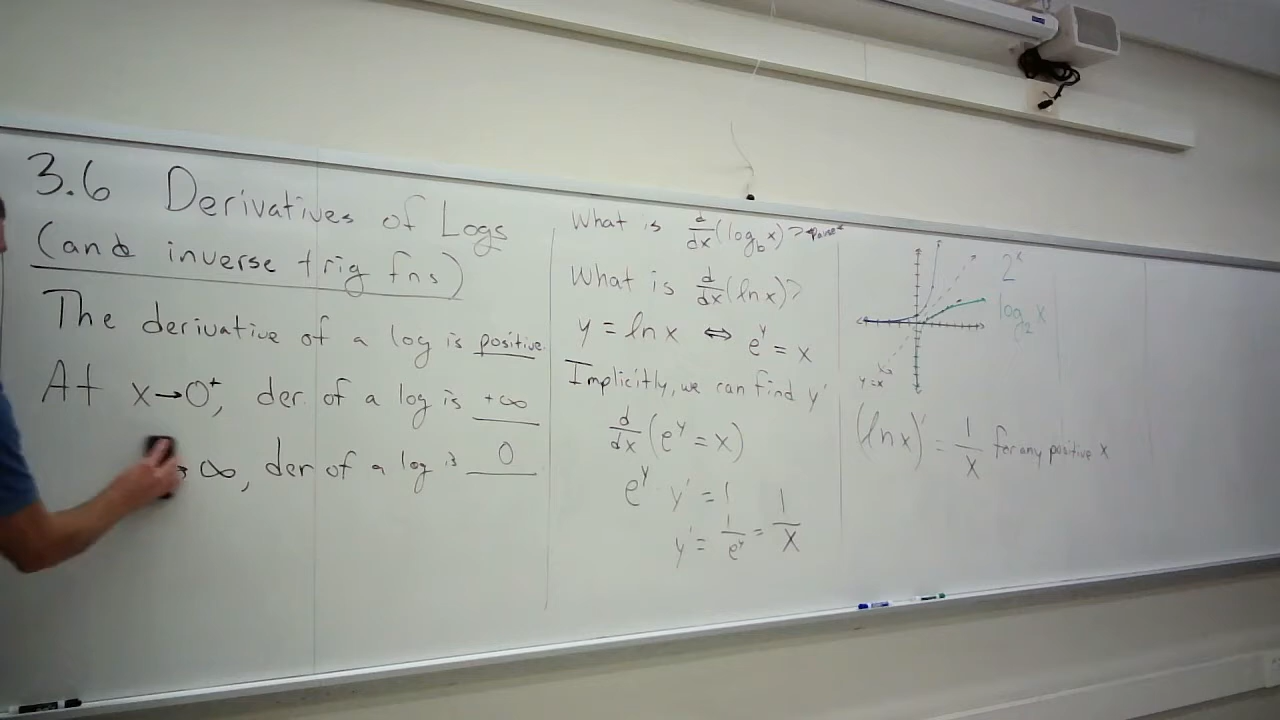 3.6 Derivatives of Logs
(and inverse trig fns)
The derivative of a log is positive
At x→0⁺, der. of a log is +∞
→ ∞, der of a log is 0
What is d/dx (log_b x)?
What is d/dx (ln x)?
y = ln x ⇔ e^y = x
Implicitly, we can find y'
d/dx (e^y = x)
e^y · y' = 1
y' = 1/e^y = 1/x
2^x
log_2 x
y=x
(ln x)' = 1/x for any positive x